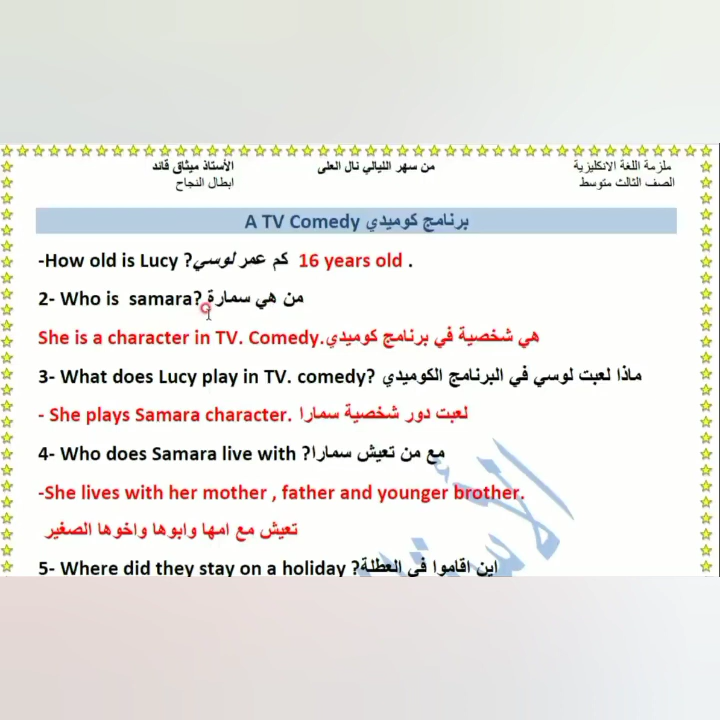 ملزمة اللغة الانكليزية من سهر الليالي نال العلى الأستاذ ميثاق قائد
الصف الثالث متوسط ابطال النجاح
A TV Comedy برنامج كوميدي
-How old is Lucy ?كم عمر لوسي 16 years old .
2- Who is samara? من هي سمارة
She is a character in TV. Comedy.هي شخصية في برنامج كوميدي
3- What does Lucy play in TV. comedy? ماذا لعبت لوسي في البرنامج الكوميدي
- She plays Samara character. لعبت دور شخصية سمارا
4- Who does Samara live with ?مع من تعيش سمارا
-She lives with her mother , father and younger brother.
تعيش مع امها وابوها واخوها الصغير
5- Where did they stay on a holiday ?اين اقاموا في العطلة